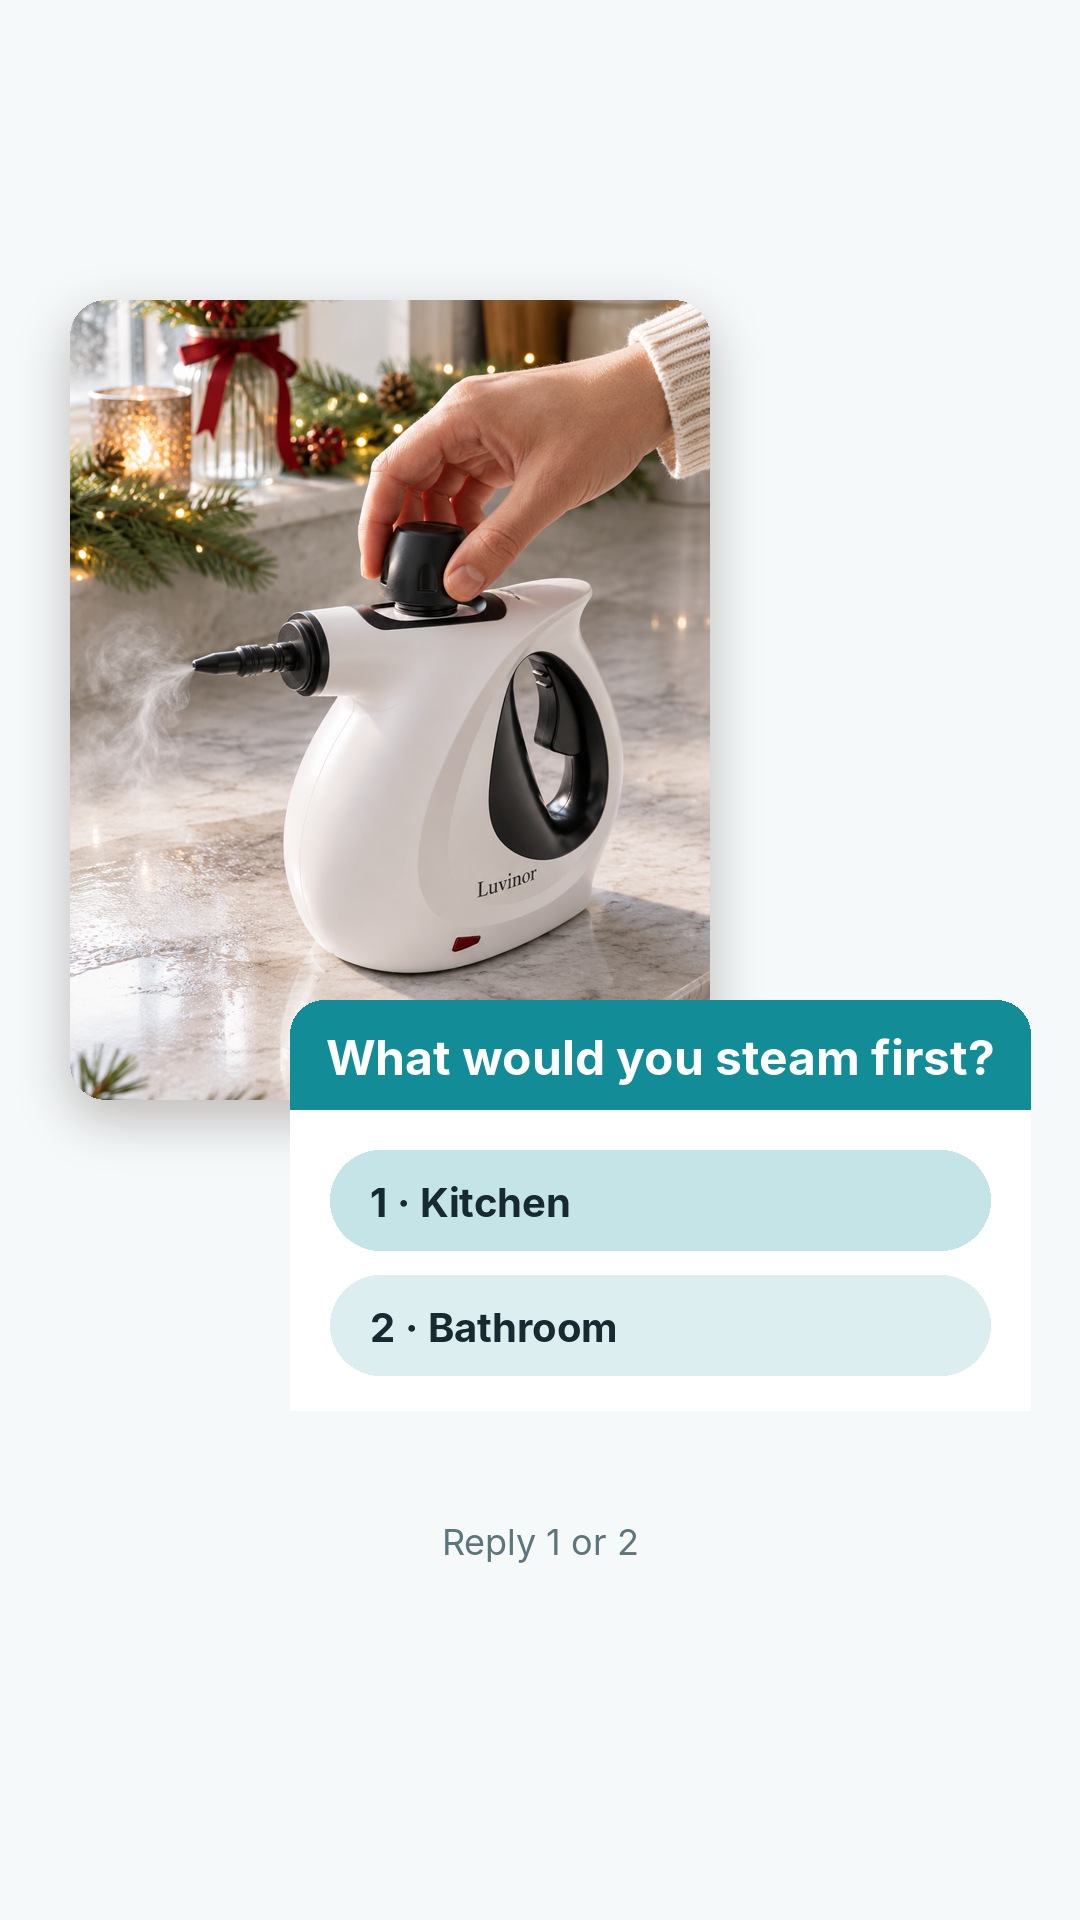 Luvinor
What would you steam first?
1 · Kitchen
2 · Bathroom
Reply 1 or 2